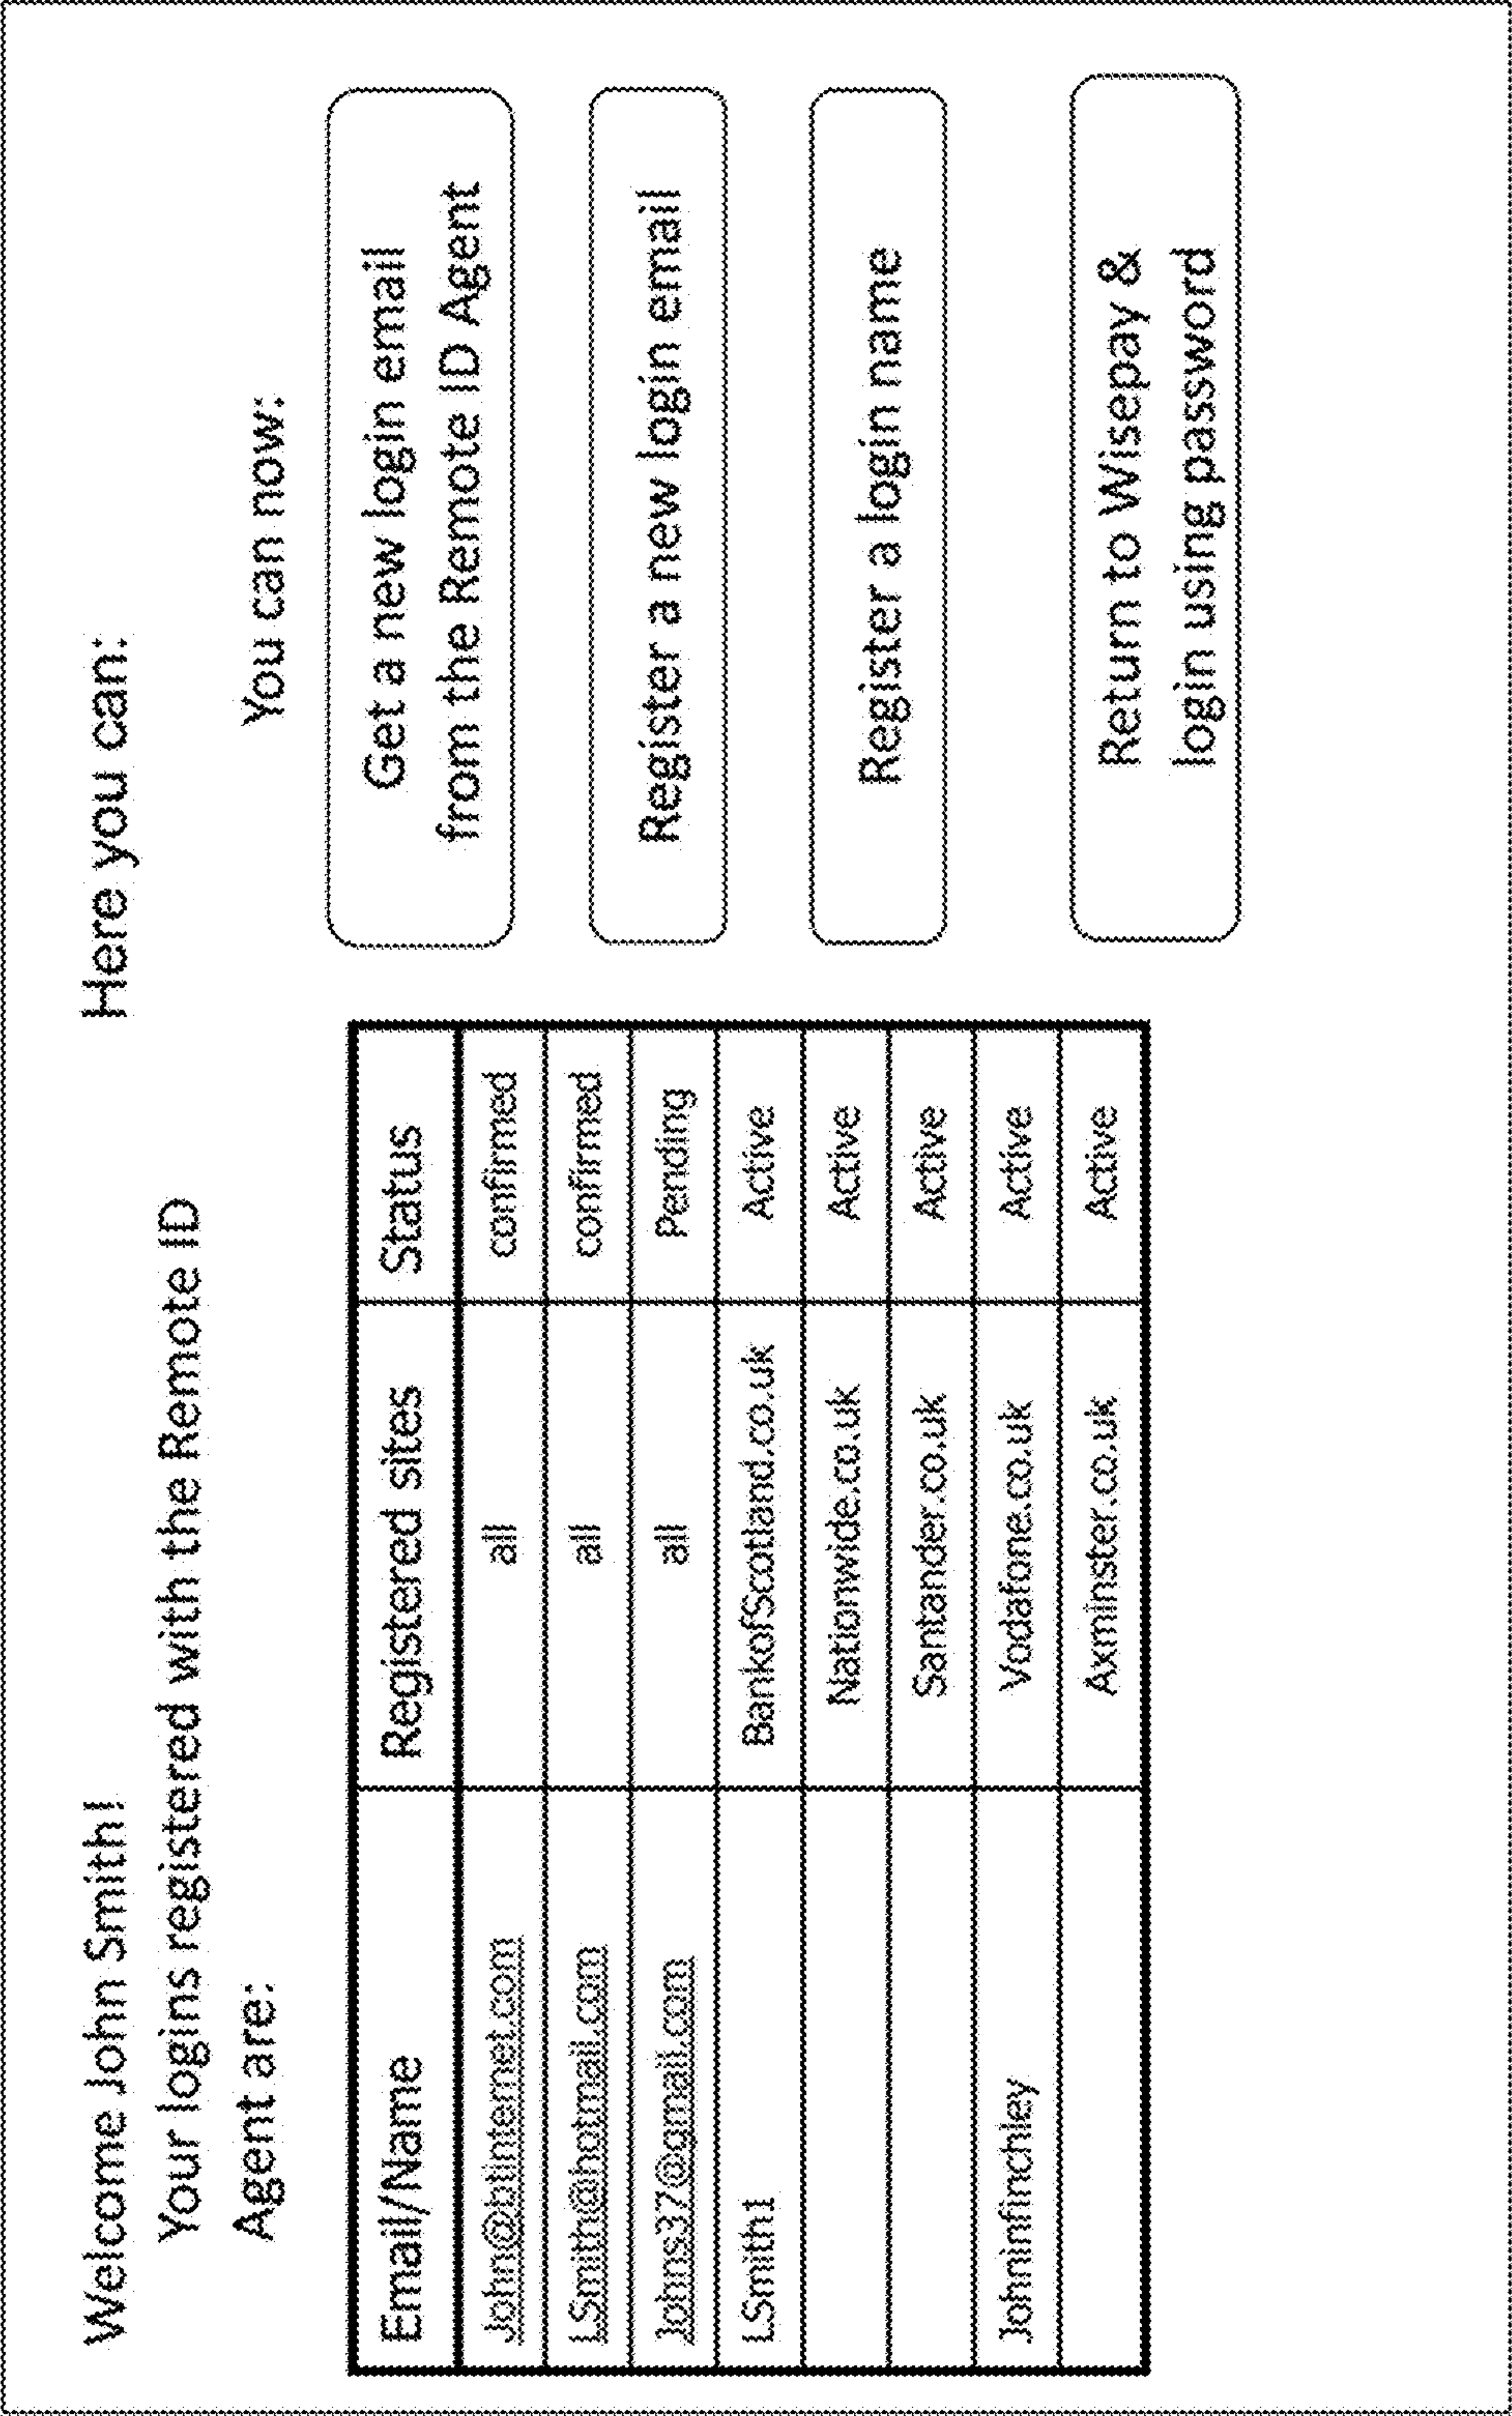 Welcome John Smith!
Your logins registered with the Remote ID
Agent are:
Email/Name Registered sites Status
John@btinternet.com all confirmed
LSmith@hotmail.com all confirmed
Johns37@gmail.com all Pending
LSmith1 BankofScotland.co.uk Active
Nationwide.co.uk Active
Santander.co.uk Active
Johninfinchley Vodafone.co.uk Active
Axminster.co.uk Active
Here you can:
You can now:
Get a new login email
from the Remote ID Agent
Register a new login email
Register a login name
Return to Wisepay &
login using password